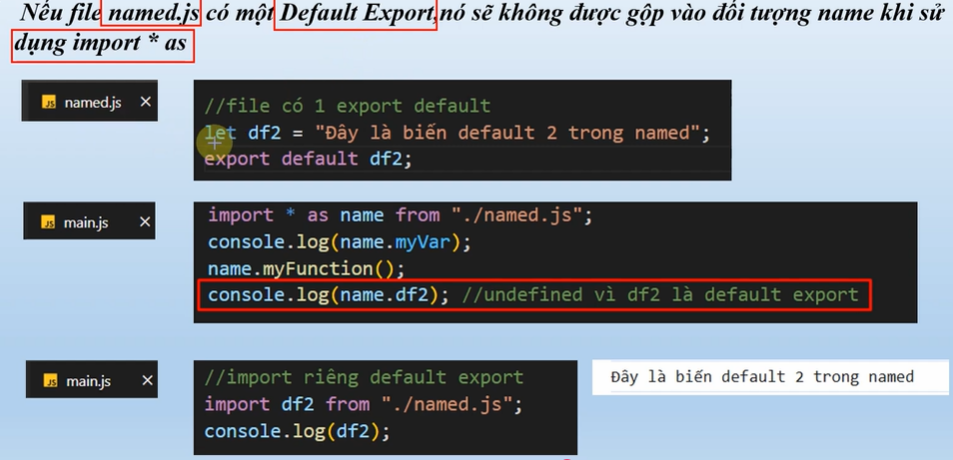 Nếu file named.js có một Default Export,nó sẽ không được gộp vào đối tượng name khi sử
dụng import * as
JS named.js ×
//file có 1 export default
let df2 = "Đây là biến default 2 trong named";
export default df2;
JS main.js ×
import * as name from "./named.js";
console.log(name.myVar);
name.myFunction();
console.log(name.df2); //undefined vì df2 là default export
JS main.js ×
//import riêng default export
import df2 from "./named.js";
console.log(df2);
Đây là biến default 2 trong named